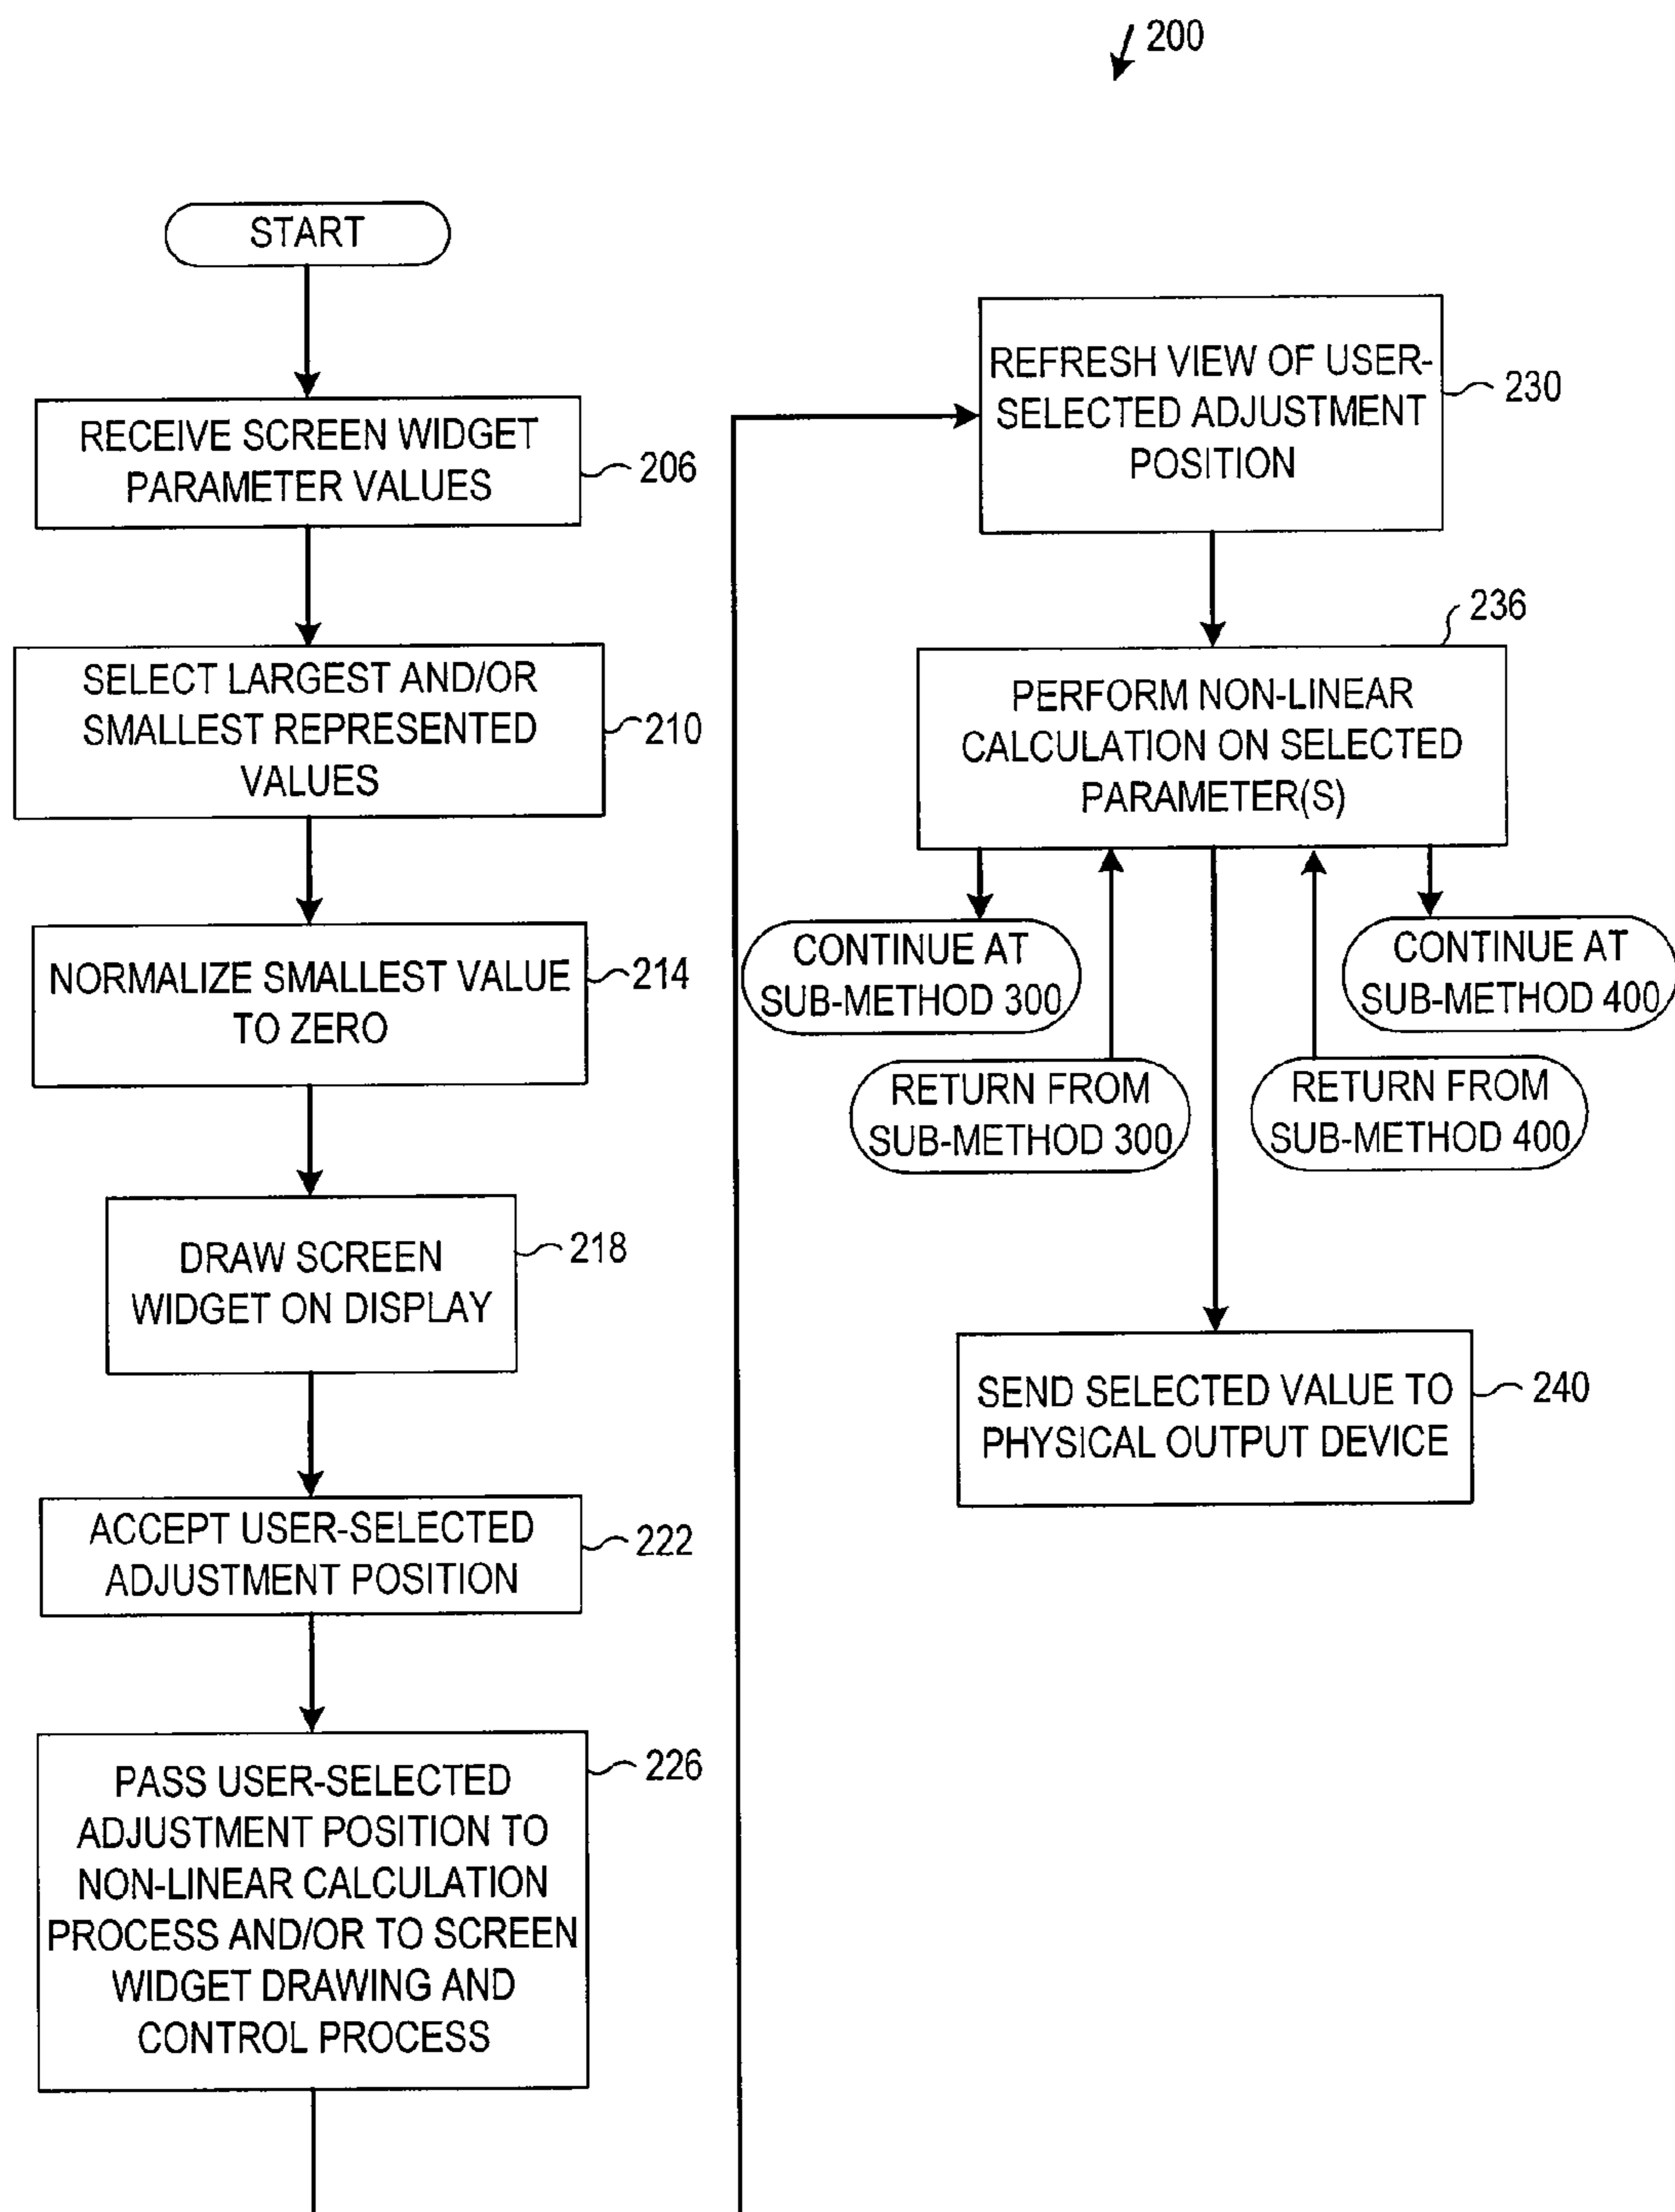 200
START
RECEIVE SCREEN WIDGET
PARAMETER VALUES
206
SELECT LARGEST AND/OR
SMALLEST REPRESENTED
VALUES
210
NORMALIZE SMALLEST VALUE
TO ZERO
214
DRAW SCREEN
WIDGET ON DISPLAY
218
ACCEPT USER-SELECTED
ADJUSTMENT POSITION
222
PASS USER-SELECTED
ADJUSTMENT POSITION TO
NON-LINEAR CALCULATION
PROCESS AND/OR TO SCREEN
WIDGET DRAWING AND
CONTROL PROCESS
226
REFRESH VIEW OF USER-
SELECTED ADJUSTMENT
POSITION
230
236
PERFORM NON-LINEAR
CALCULATION ON SELECTED
PARAMETER(S)
CONTINUE AT
SUB-METHOD 300
CONTINUE AT
SUB-METHOD 400
RETURN FROM
SUB-METHOD 300
RETURN FROM
SUB-METHOD 400
SEND SELECTED VALUE TO
PHYSICAL OUTPUT DEVICE
240